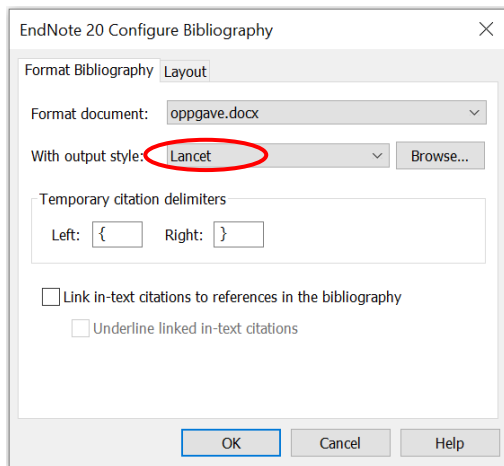 EndNote 20 Configure Bibliography
Format Bibliography Layout
Format document: oppgave.docx
With output style: Lancet Browse...
Temporary citation delimiters
Left: { Right: }
Link in-text citations to references in the bibliography
Underline linked in-text citations
OK Cancel Help